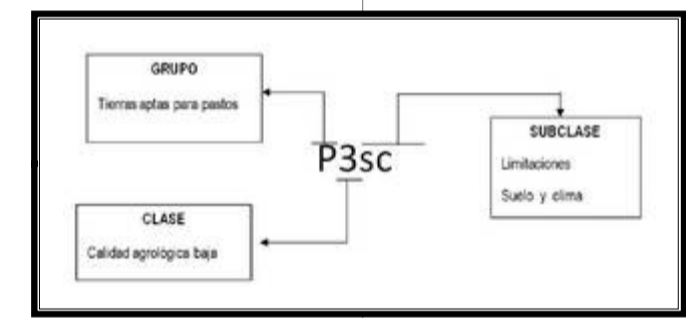 GRUPO
Tierras aptas para pastos
P3sc
SUBCLASE
Limitaciones
Suelo y clima
CLASE
Calidad agrológica baja